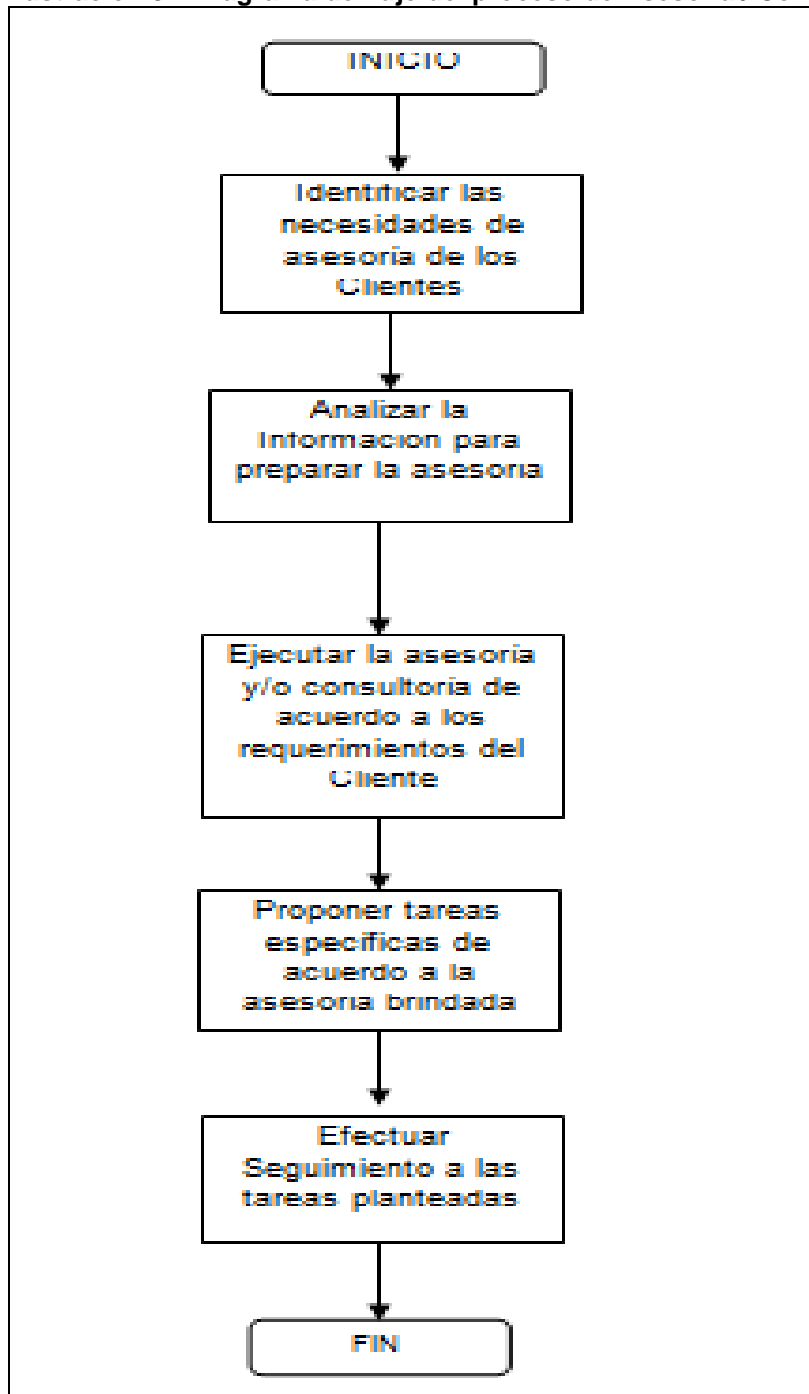 INICIO
Identificar las
necesidades de
asesoría de los
Clientes
Analizar la
Información para
preparar la asesoría
Ejecutar la asesoría
y/o consultoría de
acuerdo a los
requerimientos del
Cliente
Proponer tareas
específicas de
acuerdo a la
asesoría brindada
Efectuar
Seguimiento a las
tareas planteadas
FIN